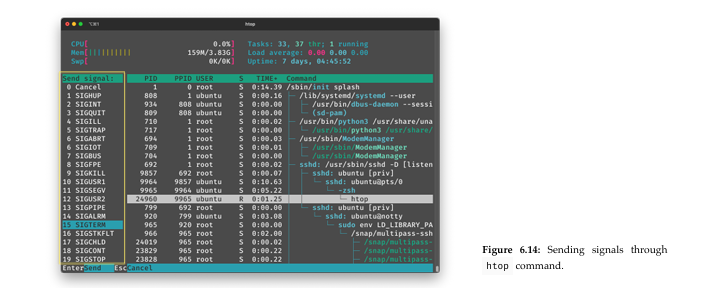 ⌥⌘1 htop
CPU[ 0.0%] Tasks: 33, 37 thr; 1 running
Mem[|||||||||| 159M/3.83G] Load average: 0.00 0.00 0.00
Swp[ 0K/0K] Uptime: 7 days, 04:45:52
Send signal: PID PPID USER S TIME+ Command
0 Cancel 1 0 root S 0:14.39 /sbin/init splash
1 SIGHUP 808 1 ubuntu S 0:00.16 /lib/systemd/systemd --user
2 SIGINT 934 808 ubuntu S 0:00.00 /usr/bin/dbus-daemon --sessi
3 SIGQUIT 809 808 ubuntu S 0:00.00 (sd-pam)
4 SIGILL 710 1 root S 0:00.02 /usr/bin/python3 /usr/share/una
5 SIGTRAP 717 1 root S 0:00.00 /usr/bin/python3 /usr/share/
6 SIGABRT 694 1 root S 0:00.03 /usr/sbin/ModemManager
6 SIGIOT 709 1 root S 0:00.01 /usr/sbin/ModemManager
7 SIGBUS 704 1 root S 0:00.00 /usr/sbin/ModemManager
8 SIGFPE 692 1 root S 0:00.02 sshd: /usr/sbin/sshd -D [listen
9 SIGKILL 9857 692 root S 0:00.07 sshd: ubuntu [priv]
10 SIGUSR1 9964 9857 ubuntu S 0:10.63 sshd: ubuntu@pts/0
11 SIGSEGV 9965 9964 ubuntu S 0:05.22 -zsh
12 SIGUSR2 24960 9965 ubuntu R 0:01.25 htop
13 SIGPIPE 799 692 root S 0:00.00 sshd: ubuntu [priv]
14 SIGALRM 920 799 ubuntu S 0:03.08 sshd: ubuntu@notty
15 SIGTERM 965 920 root S 0:00.00 sudo env LD_LIBRARY_PA
16 SIGSTKFLT 966 965 root S 0:02.00 /snap/multipass-ssh
17 SIGCHLD 24019 966 root S 0:00.02 /snap/multipass-
18 SIGCONT 23829 966 root S 0:00.22 /snap/multipass-
19 SIGSTOP 23828 966 root S 0:00.22 /snap/multipass-
EnterSend EscCancel
Figure 6.14: Sending signals through
htop command.